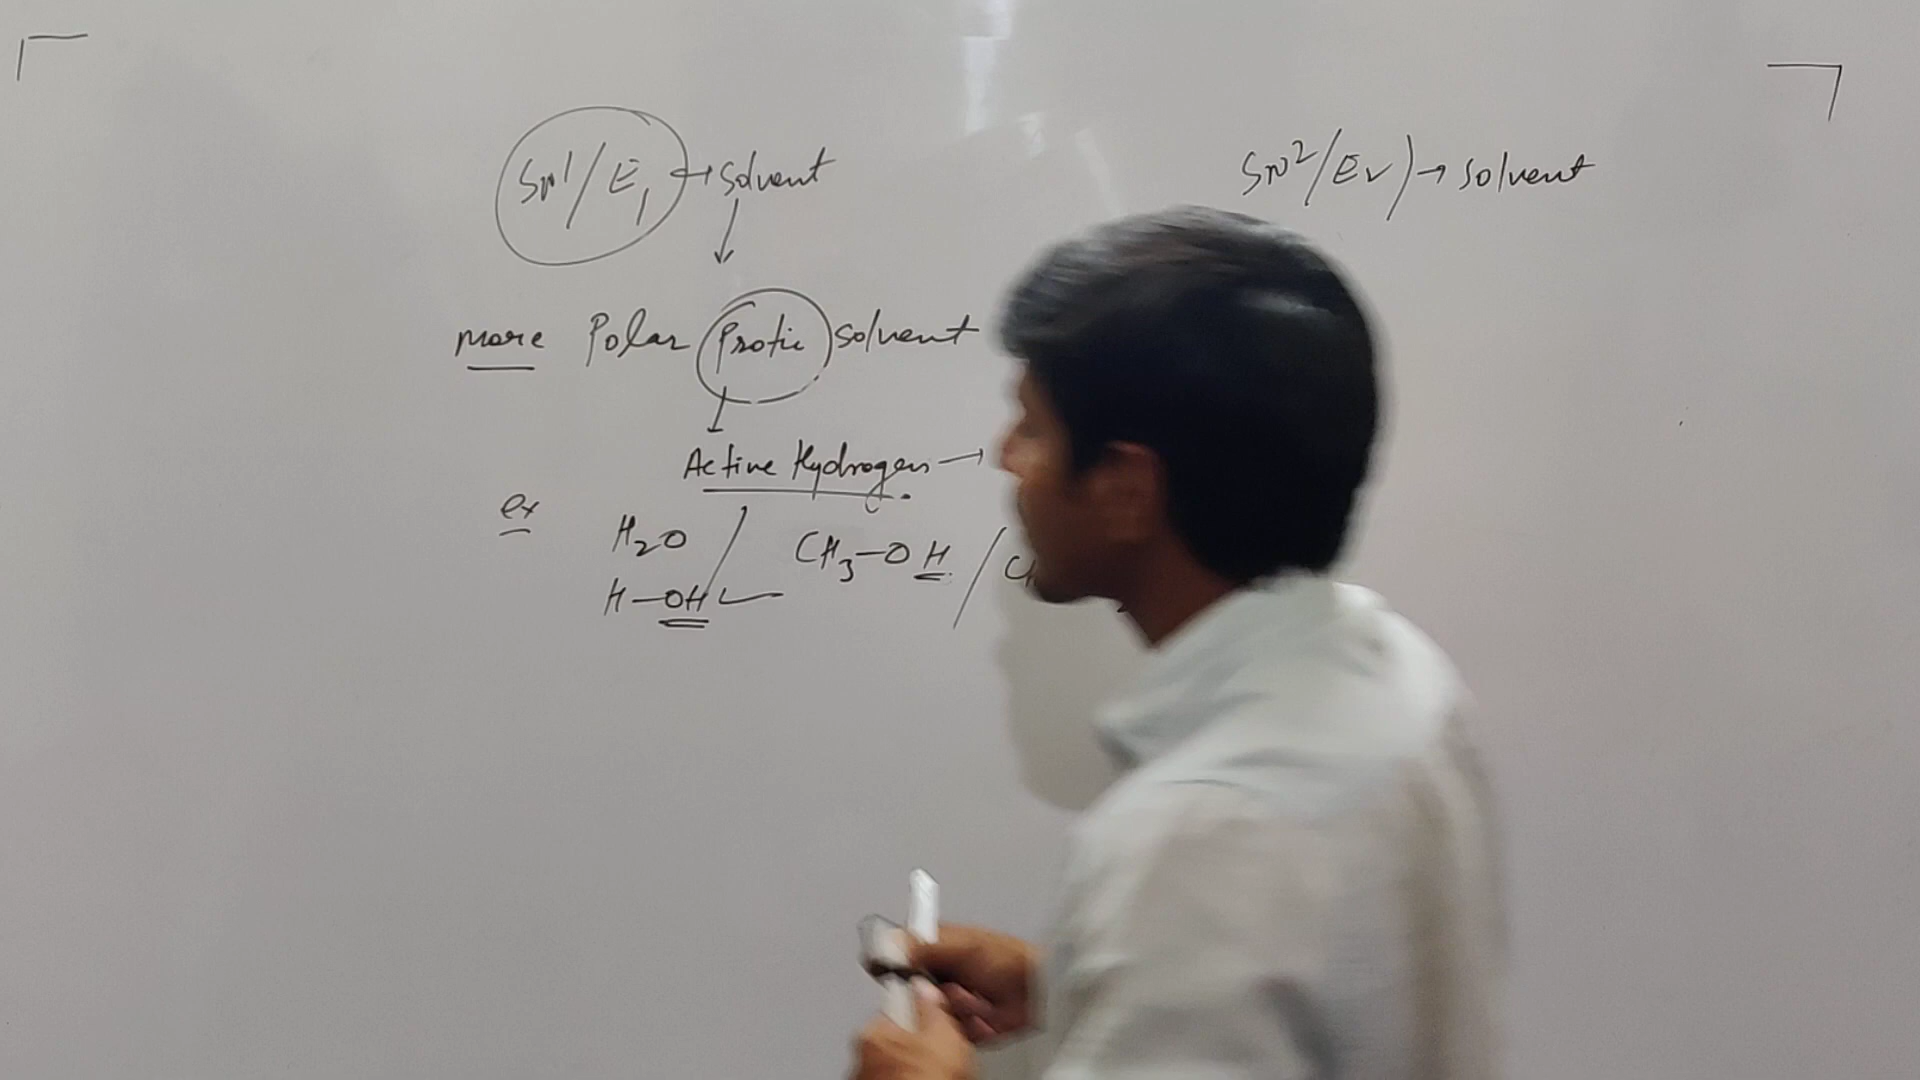 SN1/E1 → solvent
SN2/E2) → solvent
more Polar Protic solvent
Active Hydrogen →
ex
H2O / CH3-OH /
H-OH